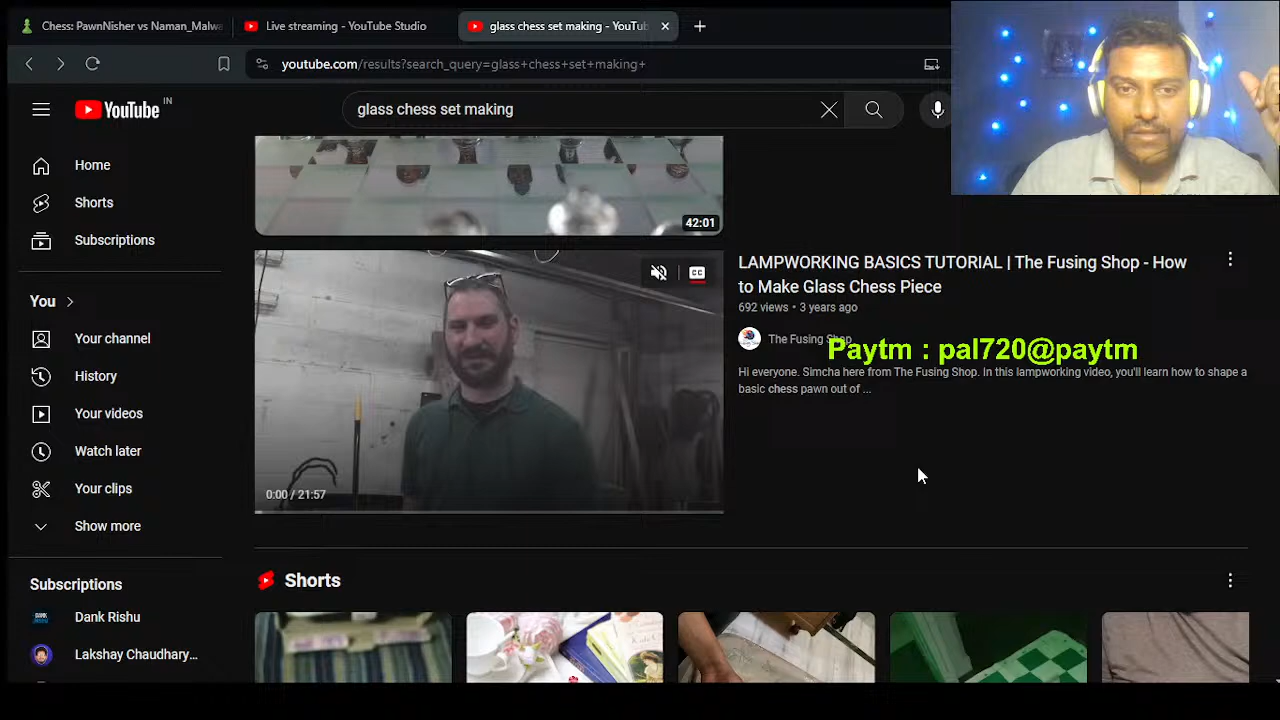 Chess: PawnNisher vs Naman_Malwa
Live streaming - YouTube Studio
glass chess set making - YouTub
youtube.com/results?search_query=glass+chess+set+making+
YouTube IN
glass chess set making
Home
Shorts
Subscriptions
You
Your channel
History
Your videos
Watch later
Your clips
Show more
Subscriptions
Dank Rishu
Lakshay Chaudhary...
42:01
CC
0:00 / 21:57
LAMPWORKING BASICS TUTORIAL | The Fusing Shop - How
to Make Glass Chess Piece
692 views • 3 years ago
The Fusing Shop
Paytm : pal720@paytm
Hi everyone. Simcha here from The Fusing Shop. In this lampworking video, you'll learn how to shape a
basic chess pawn out of ...
Shorts